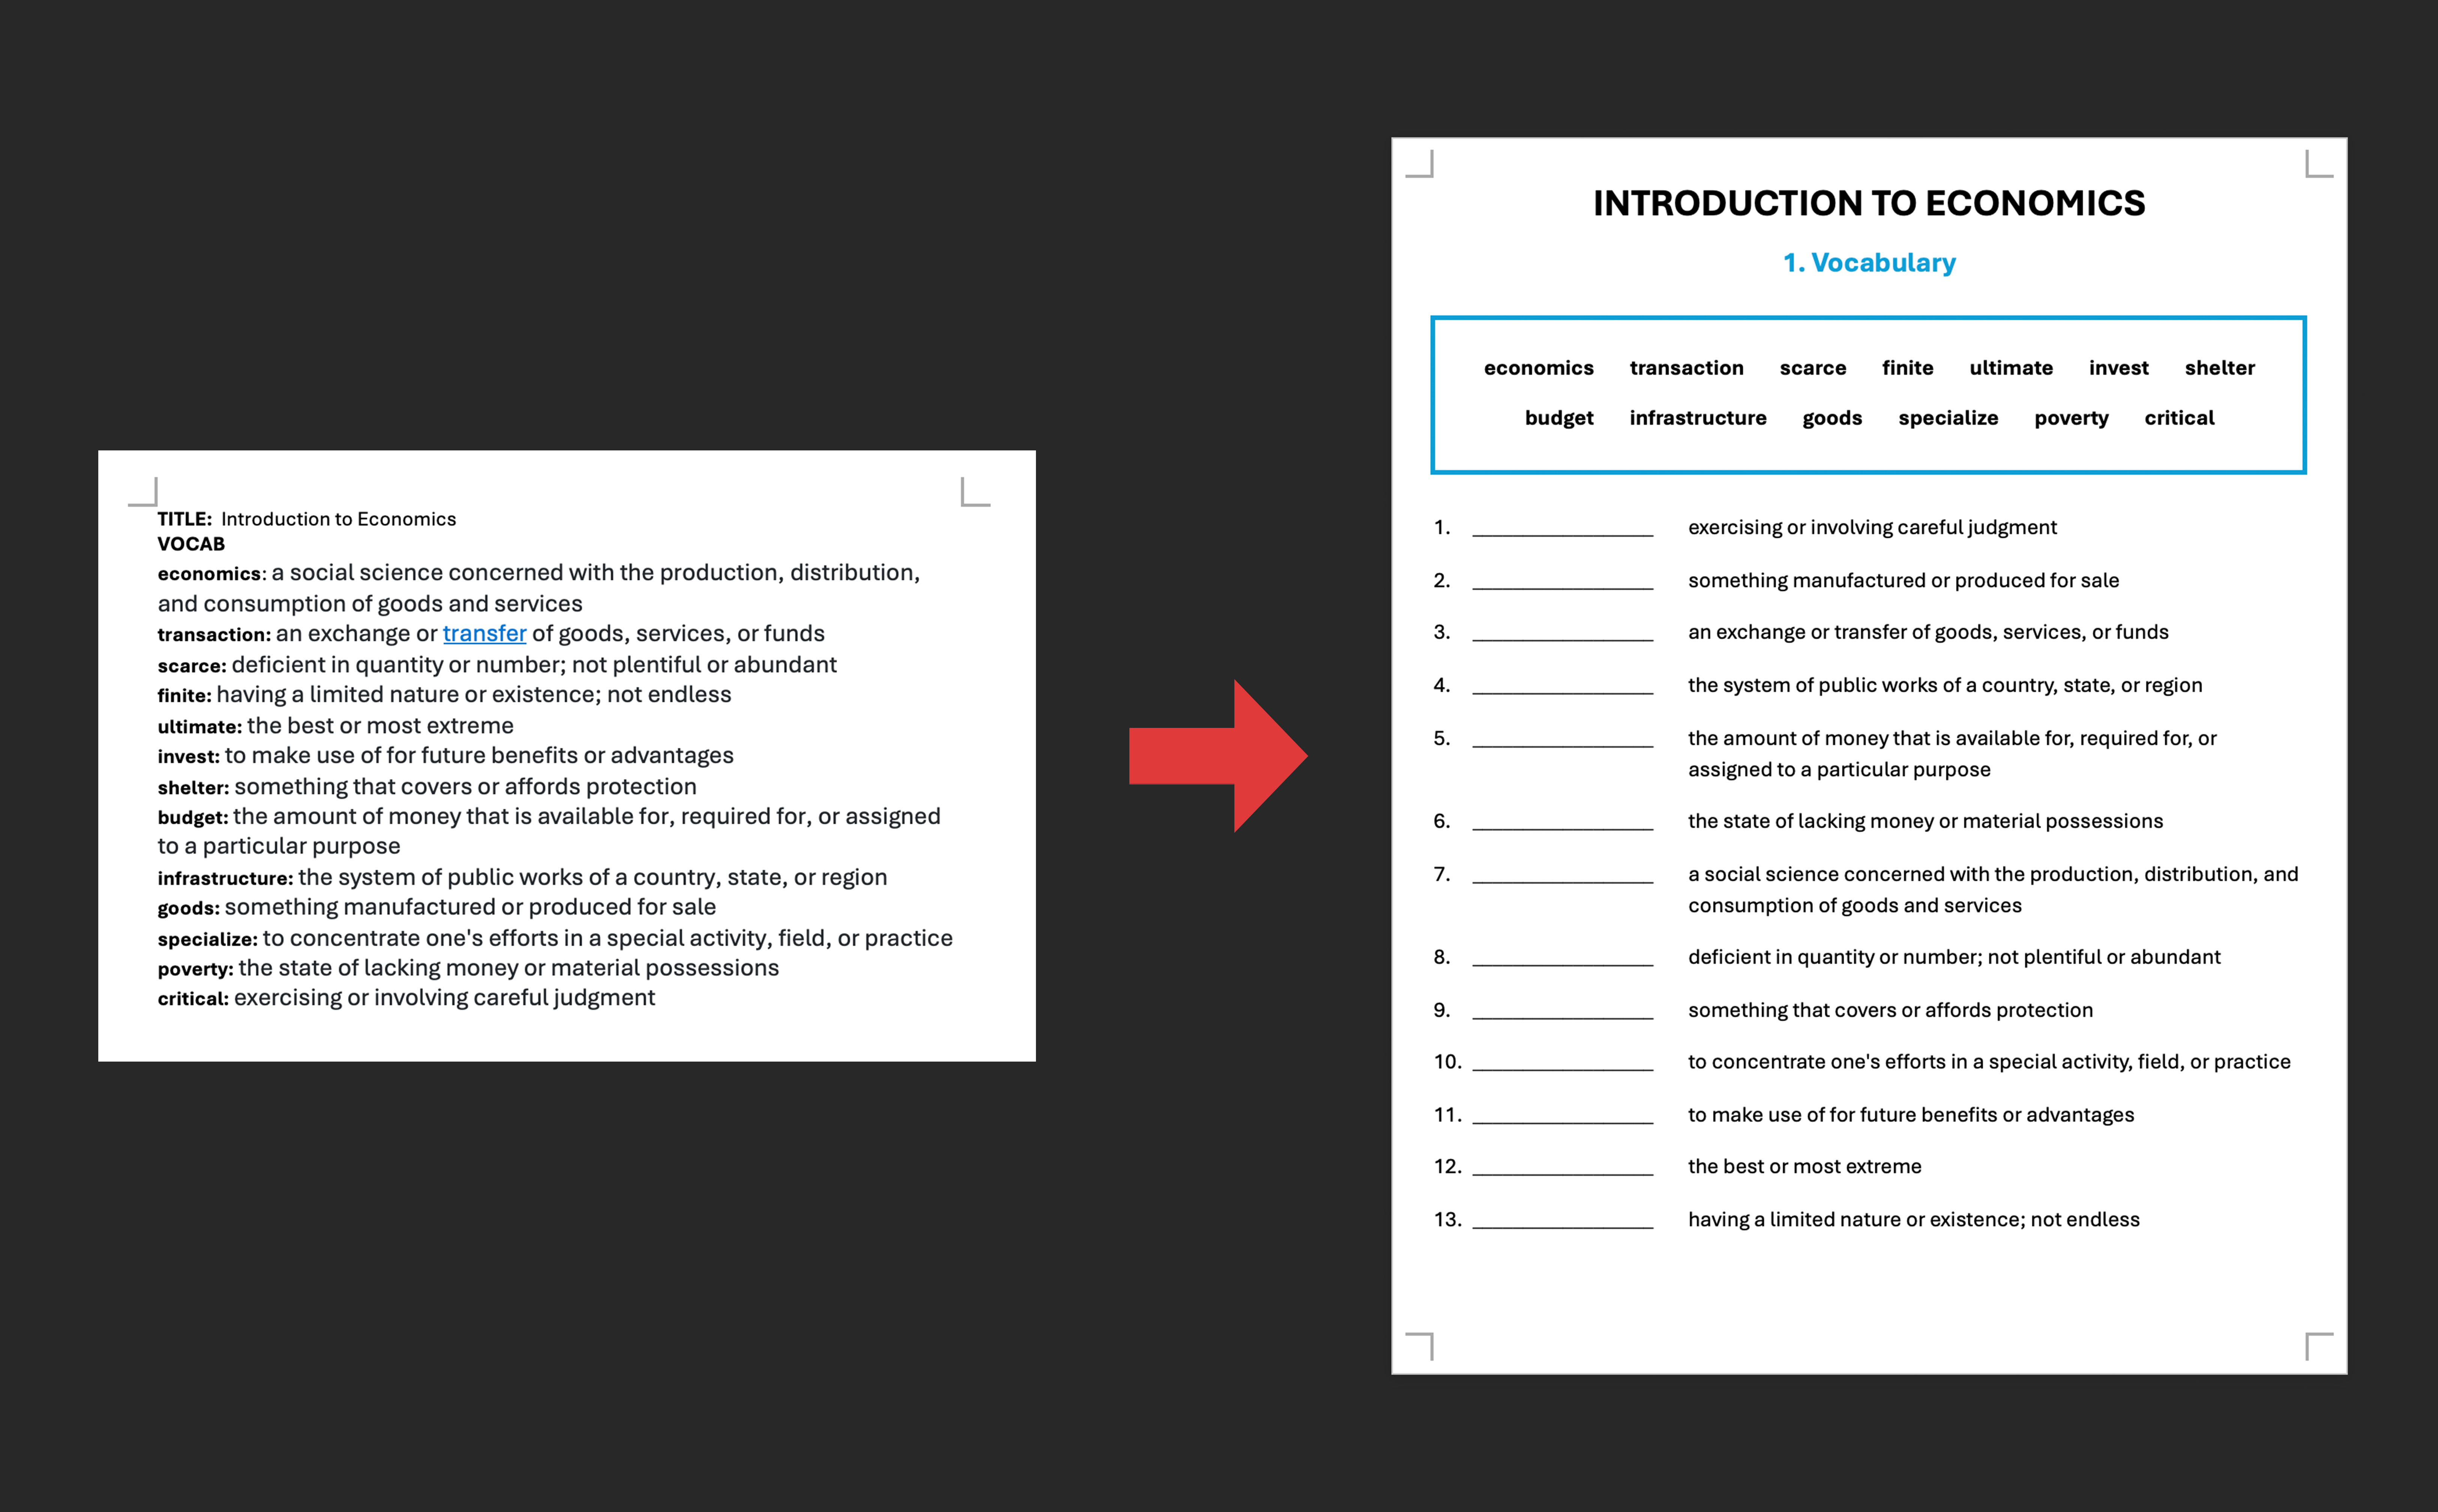 TITLE: Introduction to Economics
VOCAB
economics: a social science concerned with the production, distribution,
and consumption of goods and services
transaction: an exchange or transfer of goods, services, or funds
scarce: deficient in quantity or number; not plentiful or abundant
finite: having a limited nature or existence; not endless
ultimate: the best or most extreme
invest: to make use of for future benefits or advantages
shelter: something that covers or affords protection
budget: the amount of money that is available for, required for, or assigned
to a particular purpose
infrastructure: the system of public works of a country, state, or region
goods: something manufactured or produced for sale
specialize: to concentrate one's efforts in a special activity, field, or practice
poverty: the state of lacking money or material possessions
critical: exercising or involving careful judgment
INTRODUCTION TO ECONOMICS
1. Vocabulary
economics transaction scarce finite ultimate invest shelter
budget infrastructure goods specialize poverty critical
1. ________________ exercising or involving careful judgment
2. ________________ something manufactured or produced for sale
3. ________________ an exchange or transfer of goods, services, or funds
4. ________________ the system of public works of a country, state, or region
5. ________________ the amount of money that is available for, required for, or
assigned to a particular purpose
6. ________________ the state of lacking money or material possessions
7. ________________ a social science concerned with the production, distribution, and
consumption of goods and services
8. ________________ deficient in quantity or number; not plentiful or abundant
9. ________________ something that covers or affords protection
10. ________________ to concentrate one's efforts in a special activity, field, or practice
11. ________________ to make use of for future benefits or advantages
12. ________________ the best or most extreme
13. ________________ having a limited nature or existence; not endless